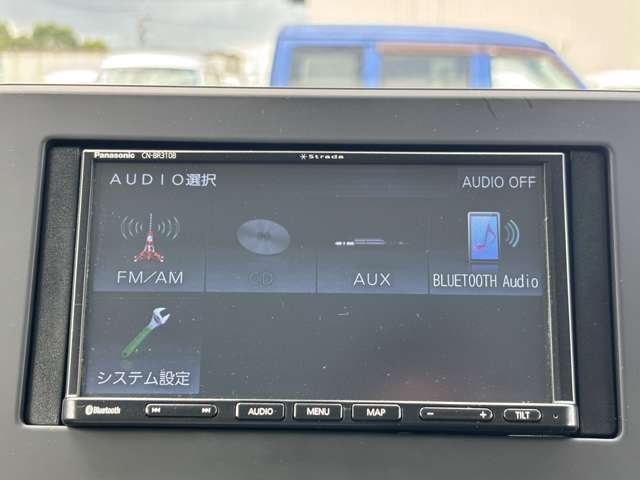 Panasonic CN-BR310B Strada
AUDIO選択 AUDIO OFF
FM/AM CD AUX BLUETOOTH Audio
システム設定
Bluetooth AUDIO MENU MAP − + TILT